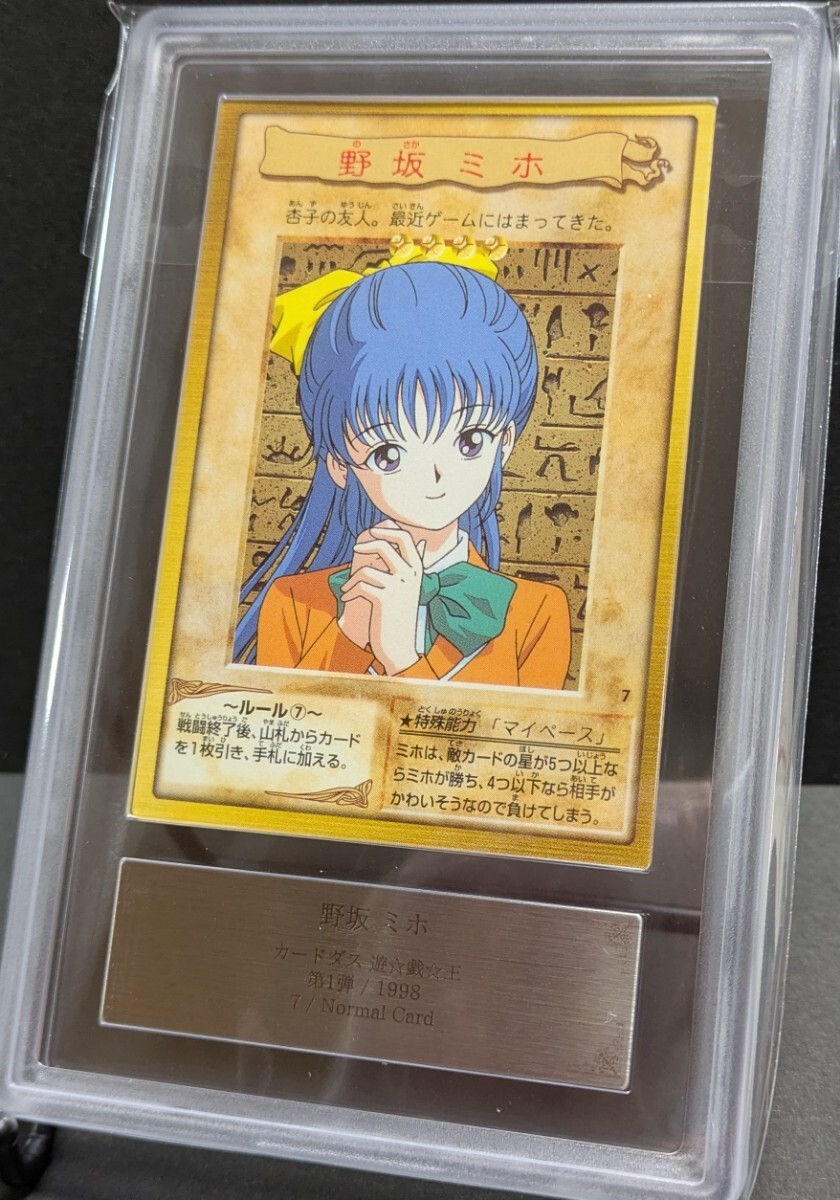 野坂 ミホ
杏子の友人。最近ゲームにはまってきた。
7
～ルール⑦～
戦闘終了後、山札からカード
を1枚引き、手札に加える。
★特殊能力 「マイペース」
ミホは、敵カードの星が5つ以上な
らミホが勝ち、4つ以下なら相手が
かわいそうなので負けてしまう。
野坂 ミホ
カードダス 遊☆戯☆王
第1弾 / 1998
7 / Normal Card